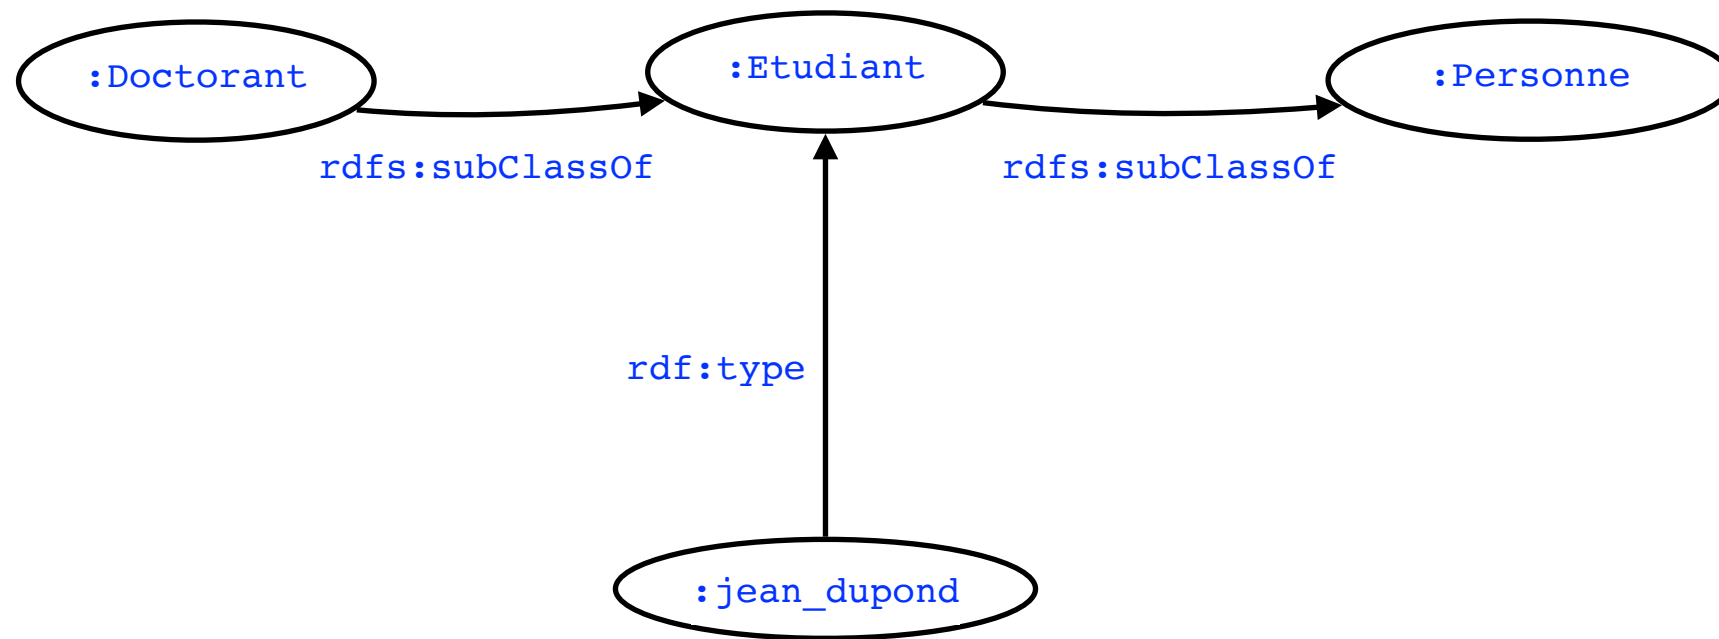 :Doctorant
:Etudiant
:Personne
rdfs:subClassOf
rdfs:subClassOf
rdf:type
:jean_dupond